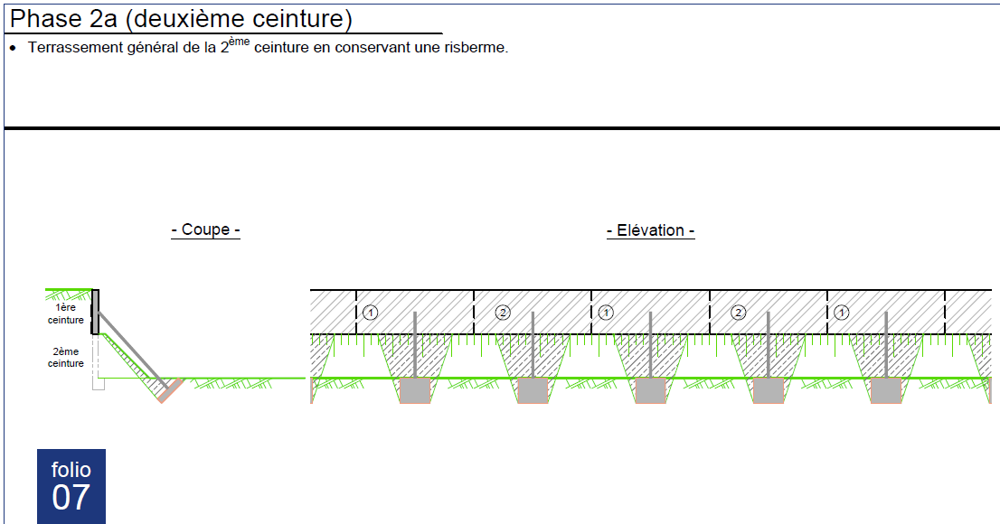 Phase 2a (deuxième ceinture)
• Terrassement général de la 2ème ceinture en conservant une risberme.
- Coupe -
- Elévation -
1ère
ceinture
2ème
ceinture
1 2 1 2 1
folio
07